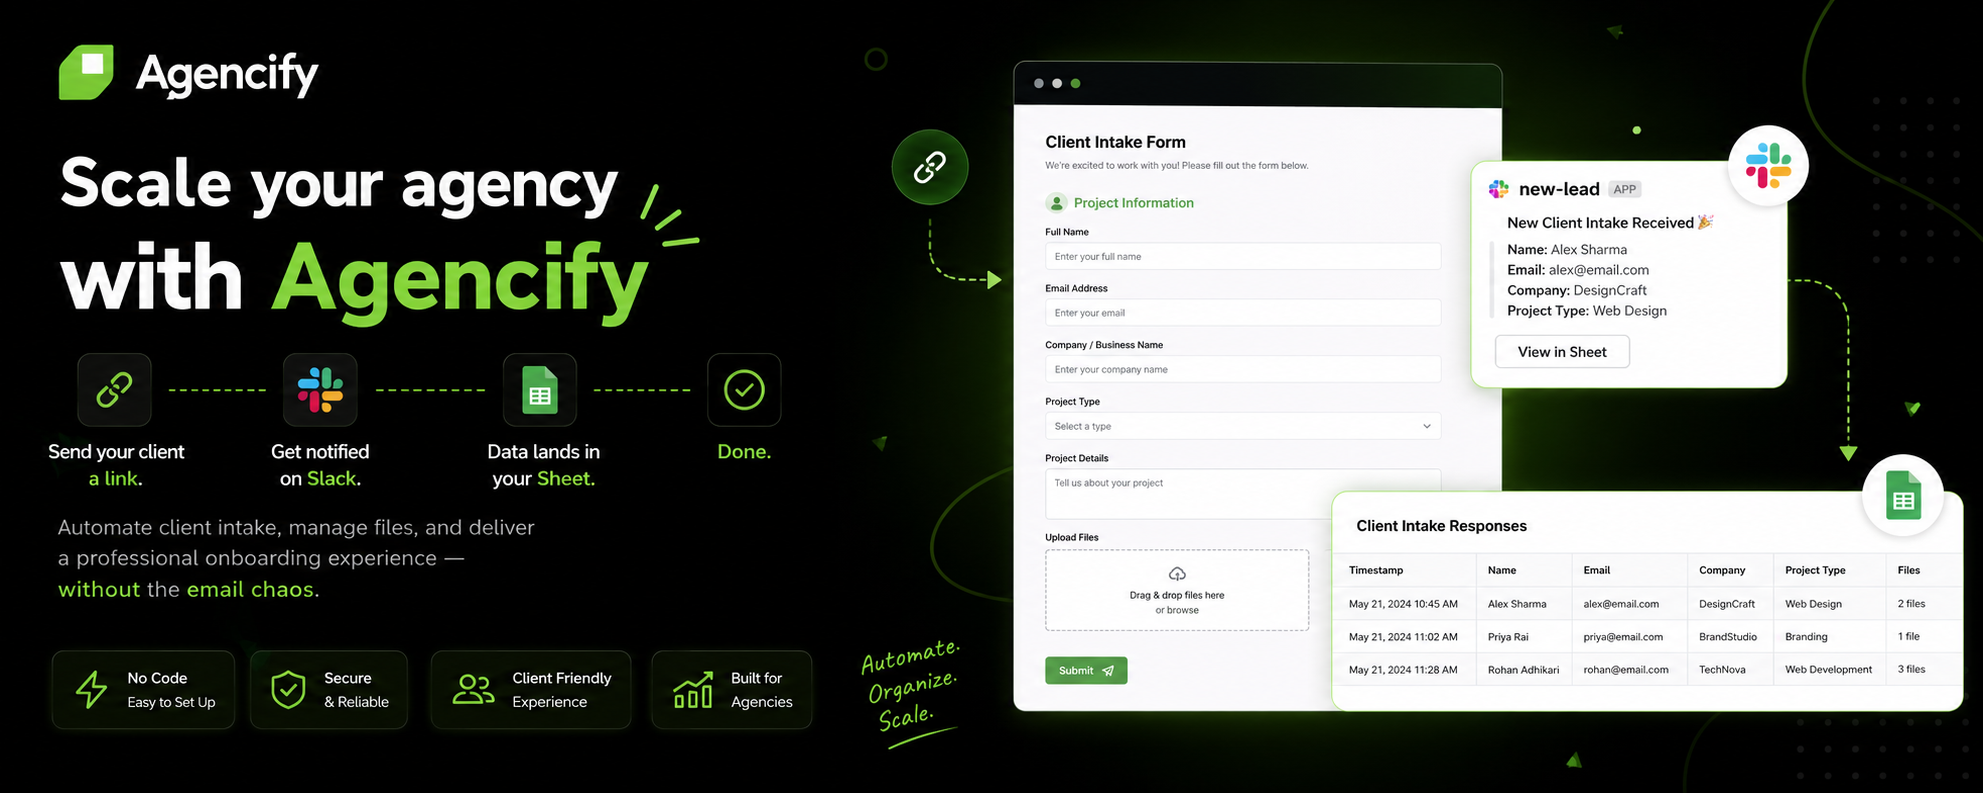 Agencify
Scale your agency
with Agencify
Send your client
a link.
Get notified
on Slack.
Data lands in
your Sheet.
Done.
Automate client intake, manage files, and deliver
a professional onboarding experience —
without the email chaos.
No Code
Easy to Set Up
Secure
& Reliable
Client Friendly
Experience
Built for
Agencies
Automate.
Organize.
Scale.
Client Intake Form
We're excited to work with you! Please fill out the form below.
Project Information
Full Name
Enter your full name
Email Address
Enter your email
Company / Business Name
Enter your company name
Project Type
Select a type
Project Details
Tell us about your project
Upload Files
Drag & drop files here
or browse
Submit
new-lead APP
New Client Intake Received 🎉
Name: Alex Sharma
Email: alex@email.com
Company: DesignCraft
Project Type: Web Design
View in Sheet
Client Intake Responses
Timestamp Name Email Company Project Type Files
May 21, 2024 10:45 AM Alex Sharma alex@email.com DesignCraft Web Design 2 files
May 21, 2024 11:02 AM Priya Rai priya@email.com BrandStudio Branding 1 file
May 21, 2024 11:28 AM Rohan Adhikari rohan@email.com TechNova Web Development 3 files